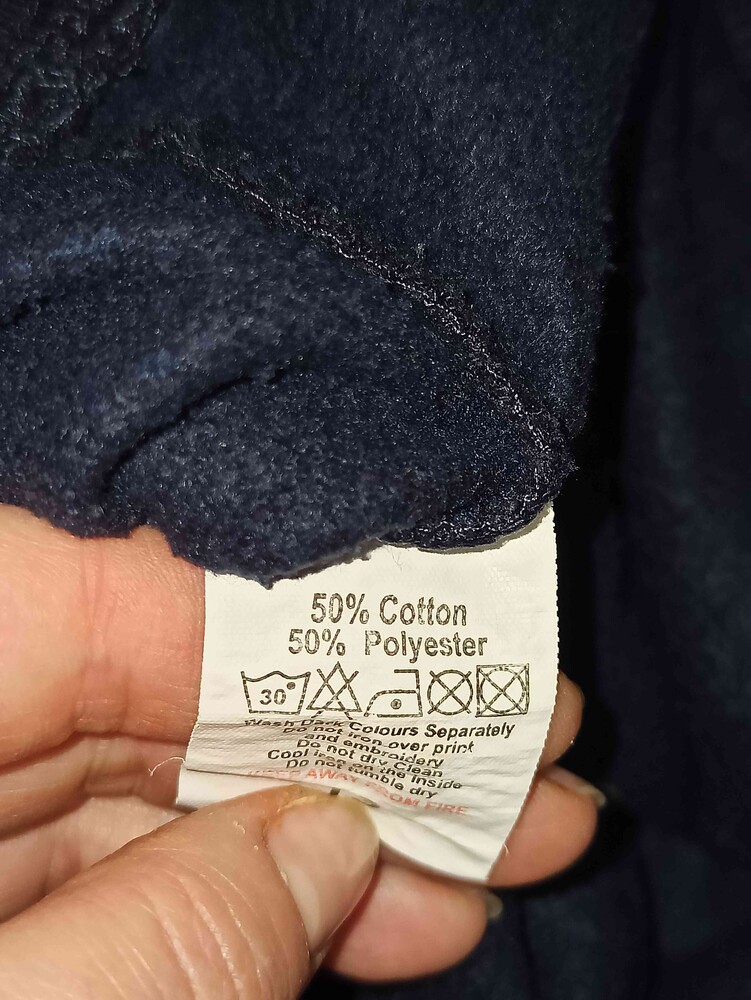 50% Cotton
50% Polyester
30°
Wash Dark Colours Separately
Do not iron over print
and embroidery
Do not dry Clean
Cool iron on the inside
Do not tumble dry
KEEP AWAY FROM FIRE